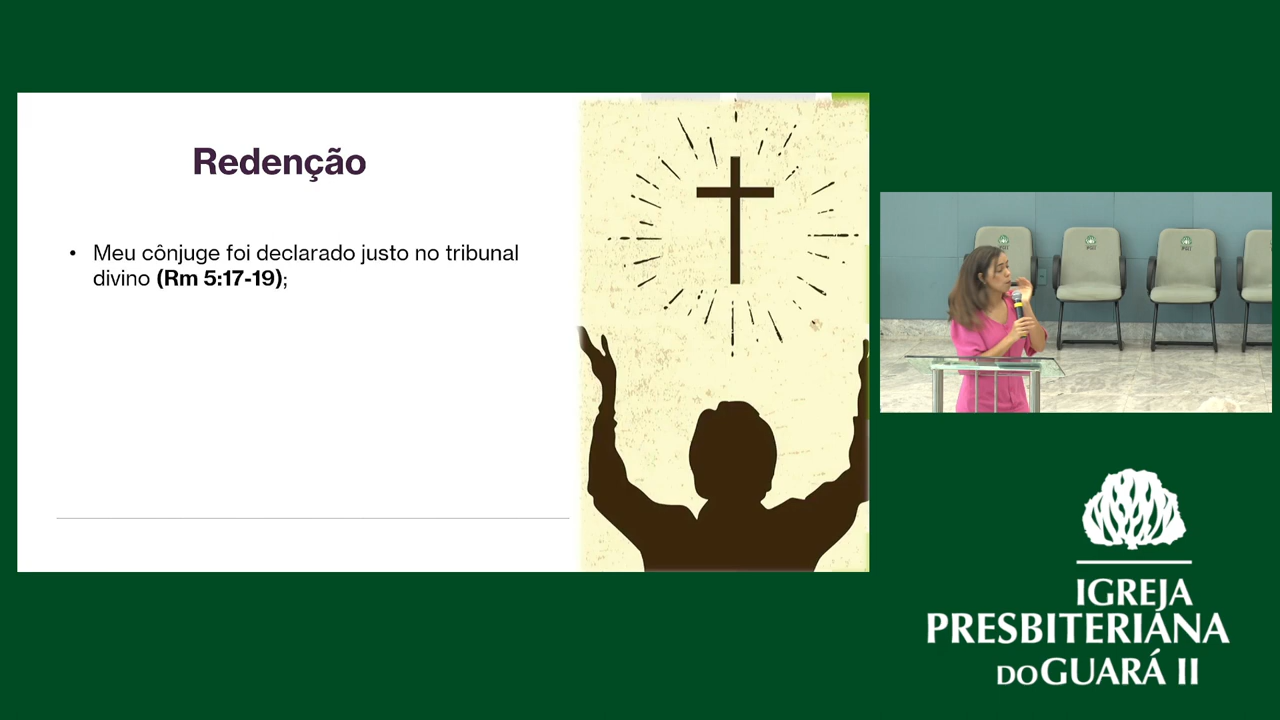 Redenção
• Meu cônjuge foi declarado justo no tribunal
divino (Rm 5:17-19);
IGREJA
PRESBITERIANA
DO GUARÁ II